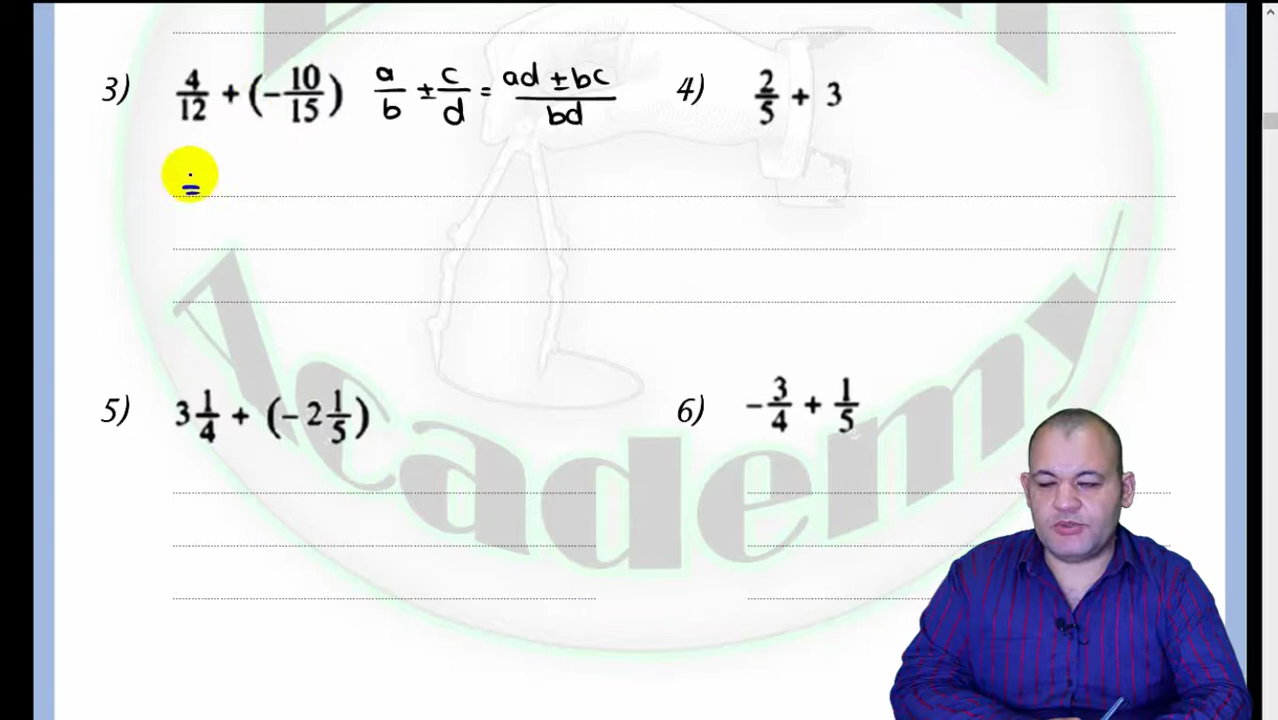 3) 4/12 + (-10/15) a/b ± c/d = ad ± bc/bd
4) 2/5 + 3
=
5) 3 1/4 + (-2 1/5)
6) -3/4 + 1/5
Academy